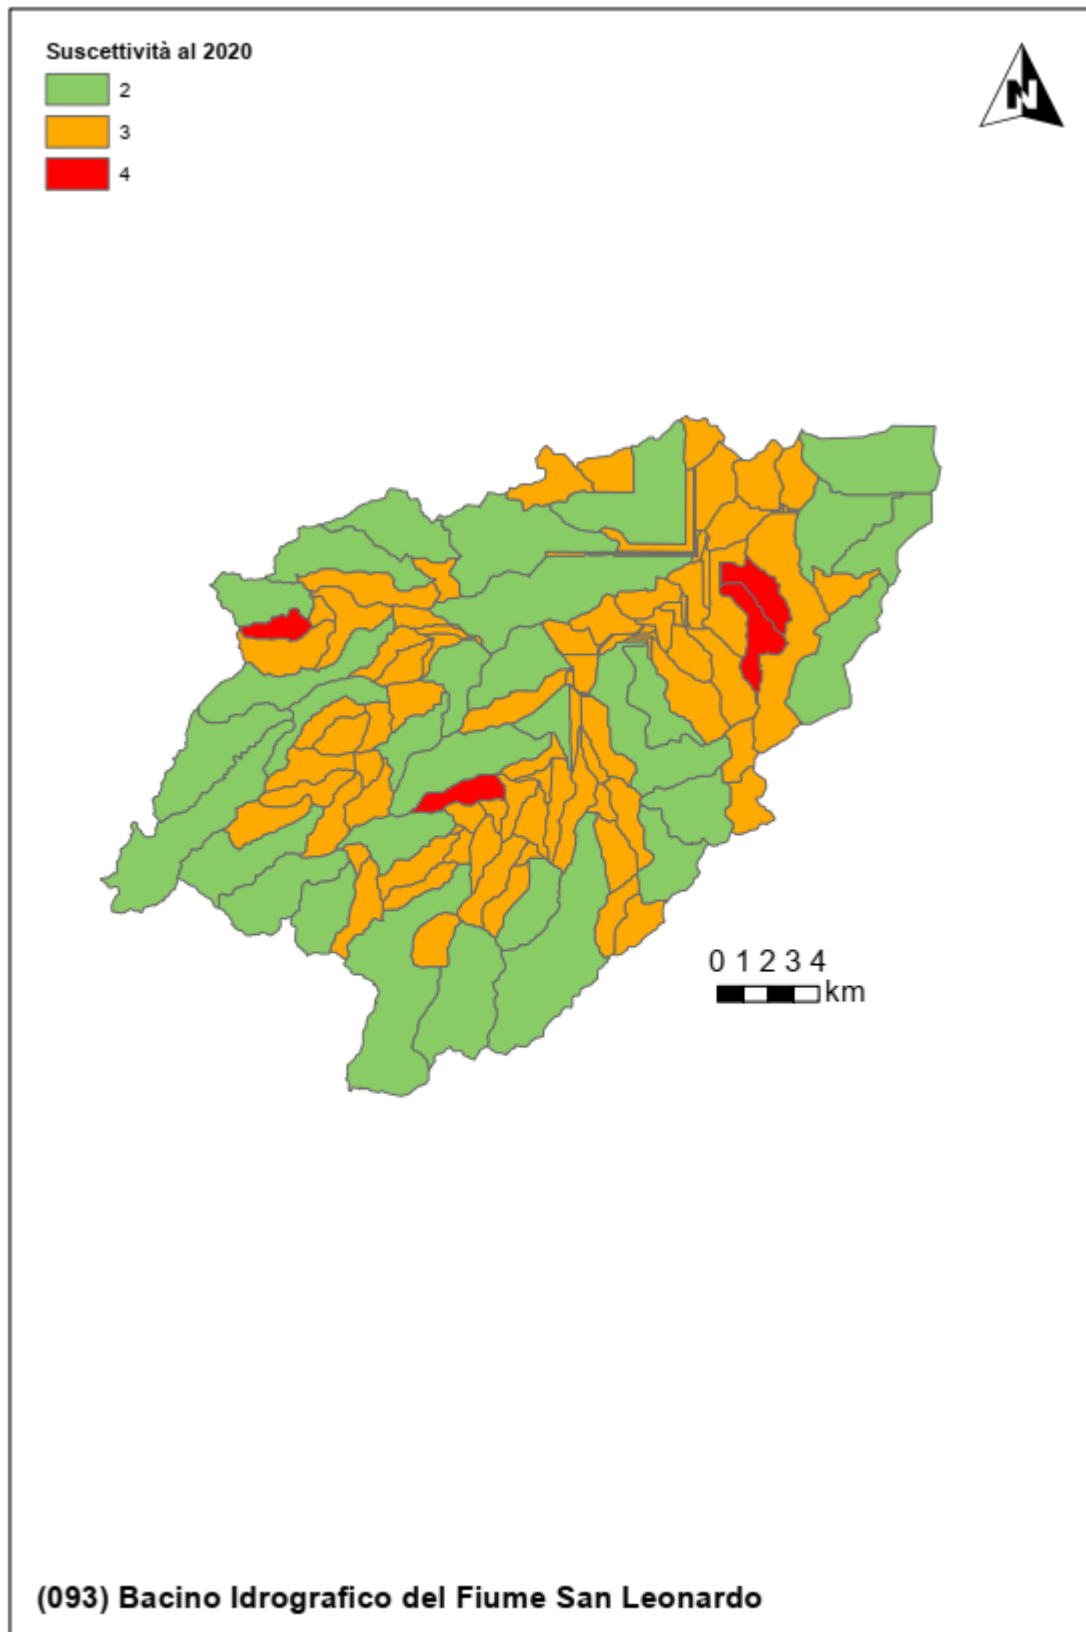 Suscettività al 2020
2
3
4
N
0 1 2 3 4
km
(093) Bacino Idrografico del Fiume San Leonardo